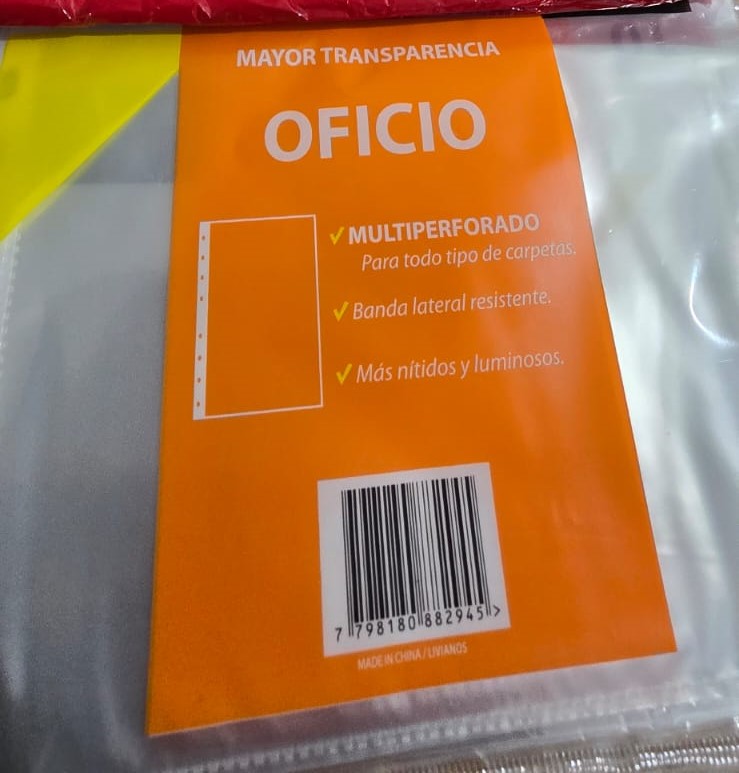 MAYOR TRANSPARENCIA
OFICIO
MULTIPERFORADO
Para todo tipo de carpetas.
Banda lateral resistente.
Más nítidos y luminosos.
7 798180 882945 >
MADE IN CHINA / LIVIANOS